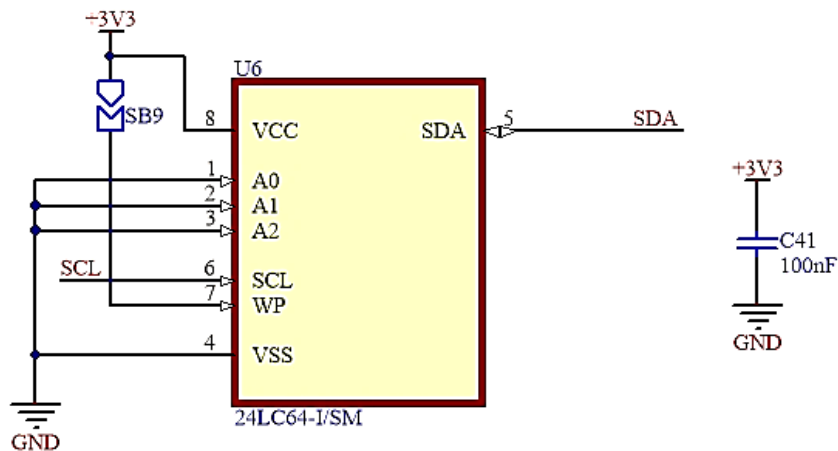 +3V3
U6
SB9
8 VCC
SDA 5 SDA
1 A0
2 A1
3 A2
+3V3
C41
100nF
SCL 6 SCL
7 WP
GND
4 VSS
24LC64-I/SM
GND